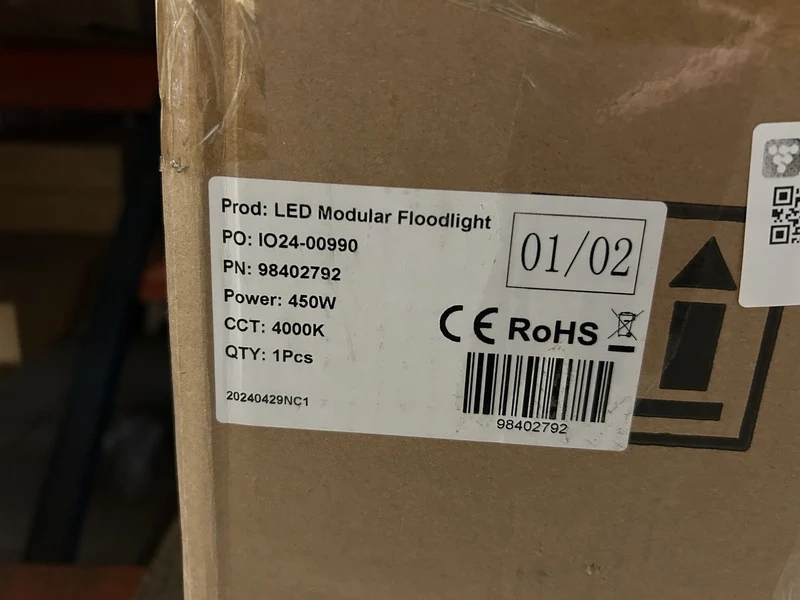 Prod: LED Modular Floodlight
PO: IO24-00990
PN: 98402792
Power: 450W
CCT: 4000K
QTY: 1Pcs
20240429NC1
01/02
CE RoHS
98402792